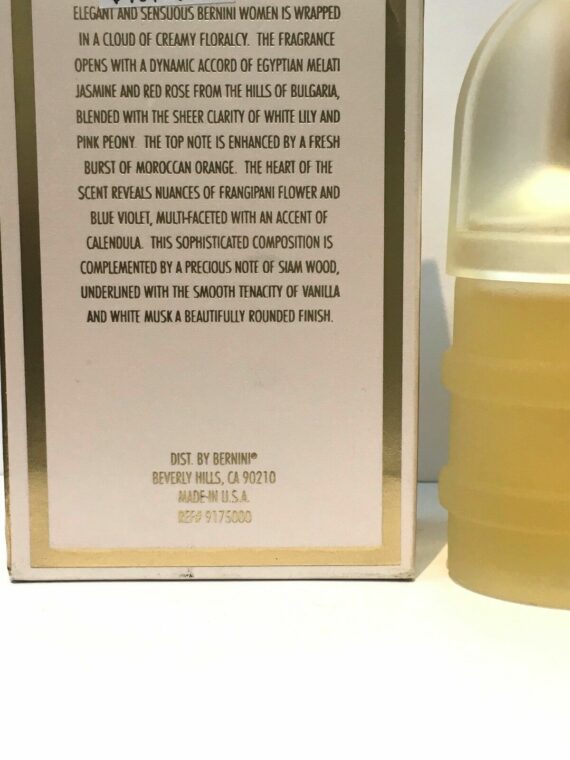 ELEGANT AND SENSUOUS BERNINI WOMEN IS WRAPPED
IN A CLOUD OF CREAMY FLORALCY. THE FRAGRANCE
OPENS WITH A DYNAMIC ACCORD OF EGYPTIAN MELATI
JASMINE AND RED ROSE FROM THE HILLS OF BULGARIA,
BLENDED WITH THE SHEER CLARITY OF WHITE LILY AND
PINK PEONY. THE TOP NOTE IS ENHANCED BY A FRESH
BURST OF MOROCCAN ORANGE. THE HEART OF THE
SCENT REVEALS NUANCES OF FRANGIPANI FLOWER AND
BLUE VIOLET, MULTI-FACETED WITH AN ACCENT OF
CALENDULA. THIS SOPHISTICATED COMPOSITION IS
COMPLEMENTED BY A PRECIOUS NOTE OF SIAM WOOD,
UNDERLINED WITH THE SMOOTH TENACITY OF VANILLA
AND WHITE MUSK A BEAUTIFULLY ROUNDED FINISH.
DIST. BY BERNINI®
BEVERLY HILLS, CA 90210
MADE IN U.S.A.
REF# 9175000